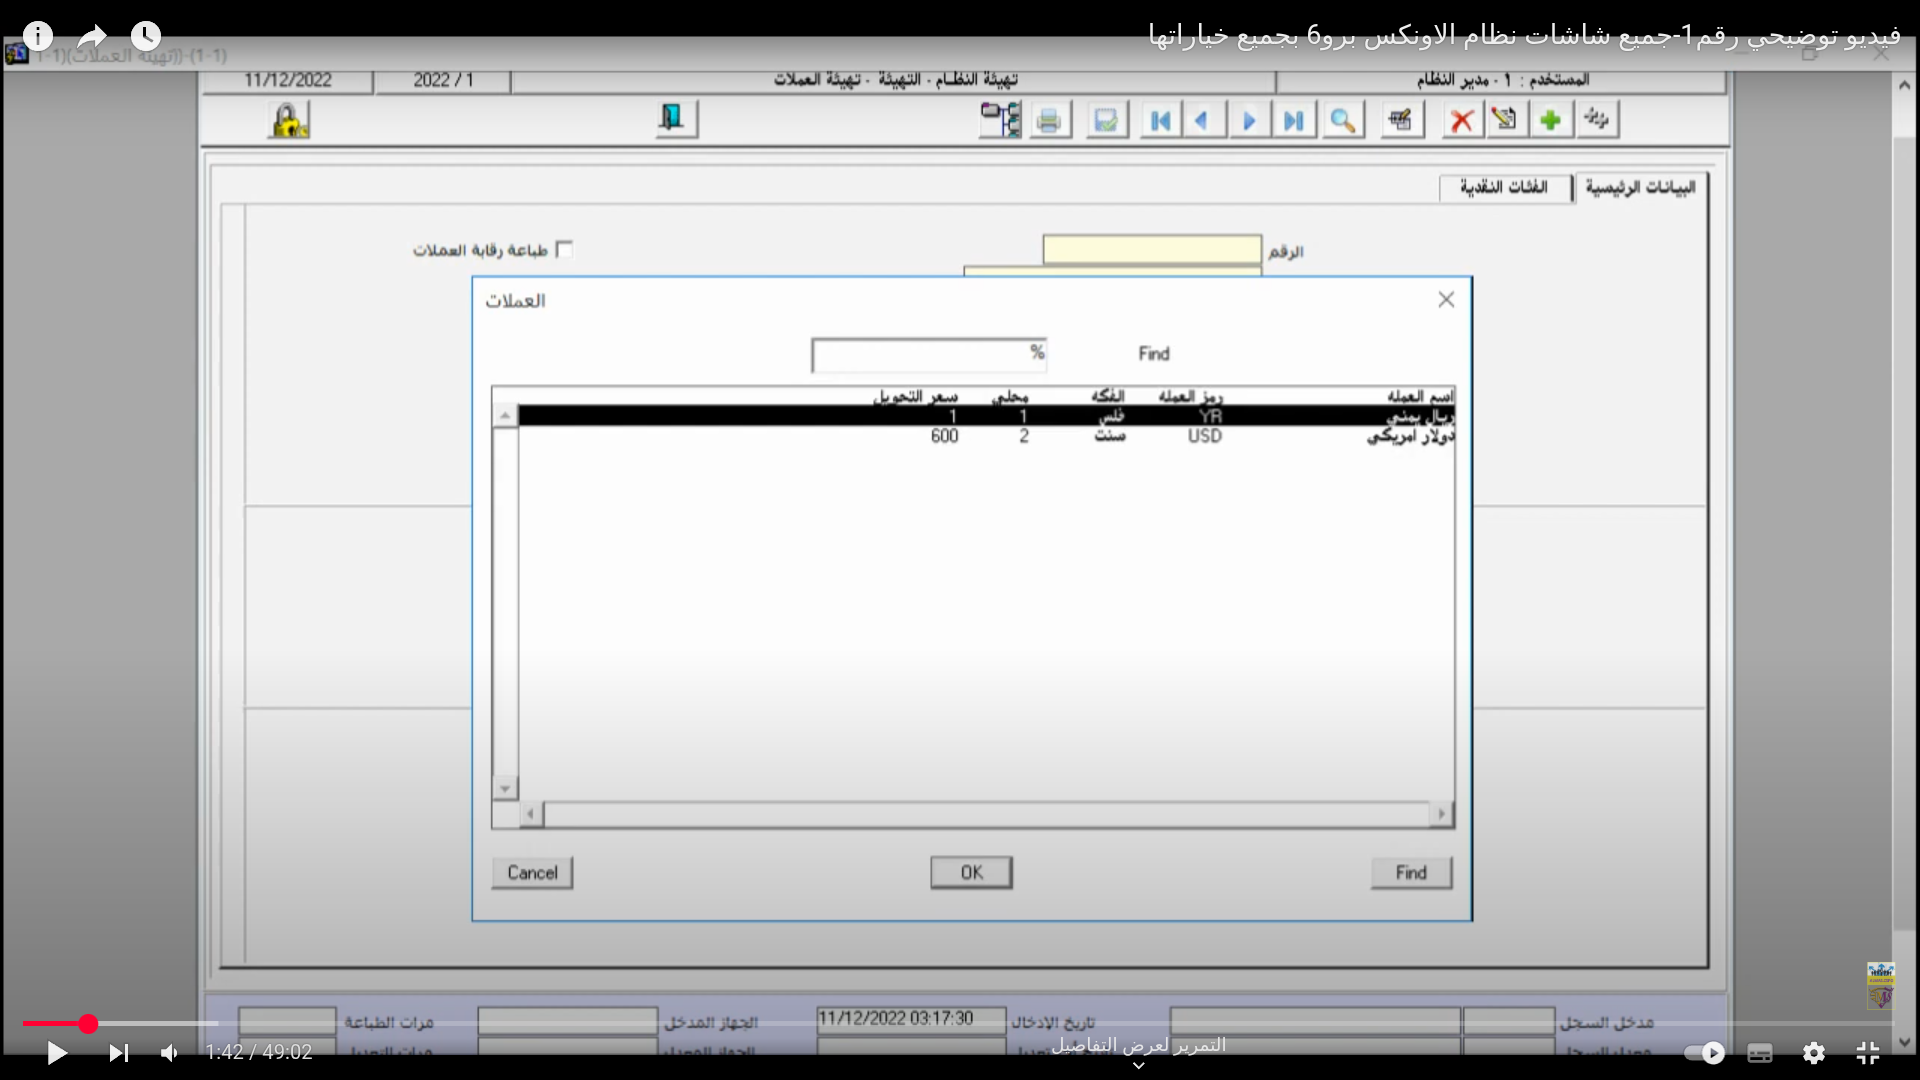 فيديو توضيحي رقم1-جميع شاشات نظام الاونكس برو6 بجميع خياراتها
(1-1)-((تهيئة العملات)(1-1
المستخدم : ١ - مدير النظام
تهيئة النظام - التهيئة - تهيئة العملات
2022 / 1
11/12/2022
البيانات الرئيسية
الفئات النقدية
الرقم
طباعة رقابة العملات
العملات
Find
%
اسم العمله رمز العمله الفكه محلي سعر التحويل
ريال يمني YR فلس 1 1
دولار امريكي USD سنت 2 600
Find
OK
Cancel
مدخل السجل
تاريخ الإدخال 11/12/2022 03:17:30
الجهاز المدخل
مرات الطباعة
التمرير لعرض التفاصيل
1:42 / 49:02